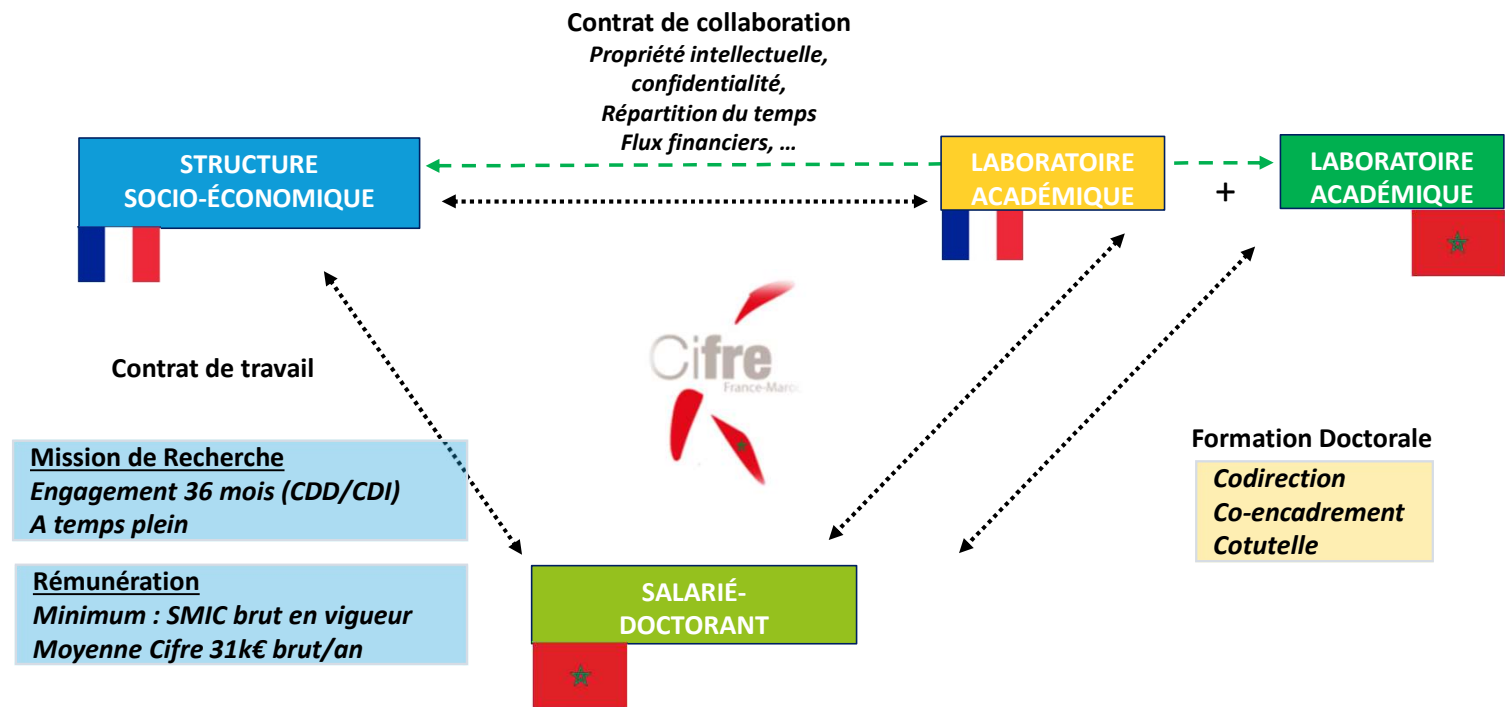 Contrat de collaboration
Propriété intellectuelle,
confidentialité,
Répartition du temps
Flux financiers, …
STRUCTURE
SOCIO-ÉCONOMIQUE
LABORATOIRE
ACADÉMIQUE
+
LABORATOIRE
ACADÉMIQUE
Cifre
France-Maroc
Contrat de travail
Mission de Recherche
Engagement 36 mois (CDD/CDI)
A temps plein
Formation Doctorale
Codirection
Co-encadrement
Cotutelle
Rémunération
Minimum : SMIC brut en vigueur
Moyenne Cifre 31k€ brut/an
SALARIÉ-
DOCTORANT